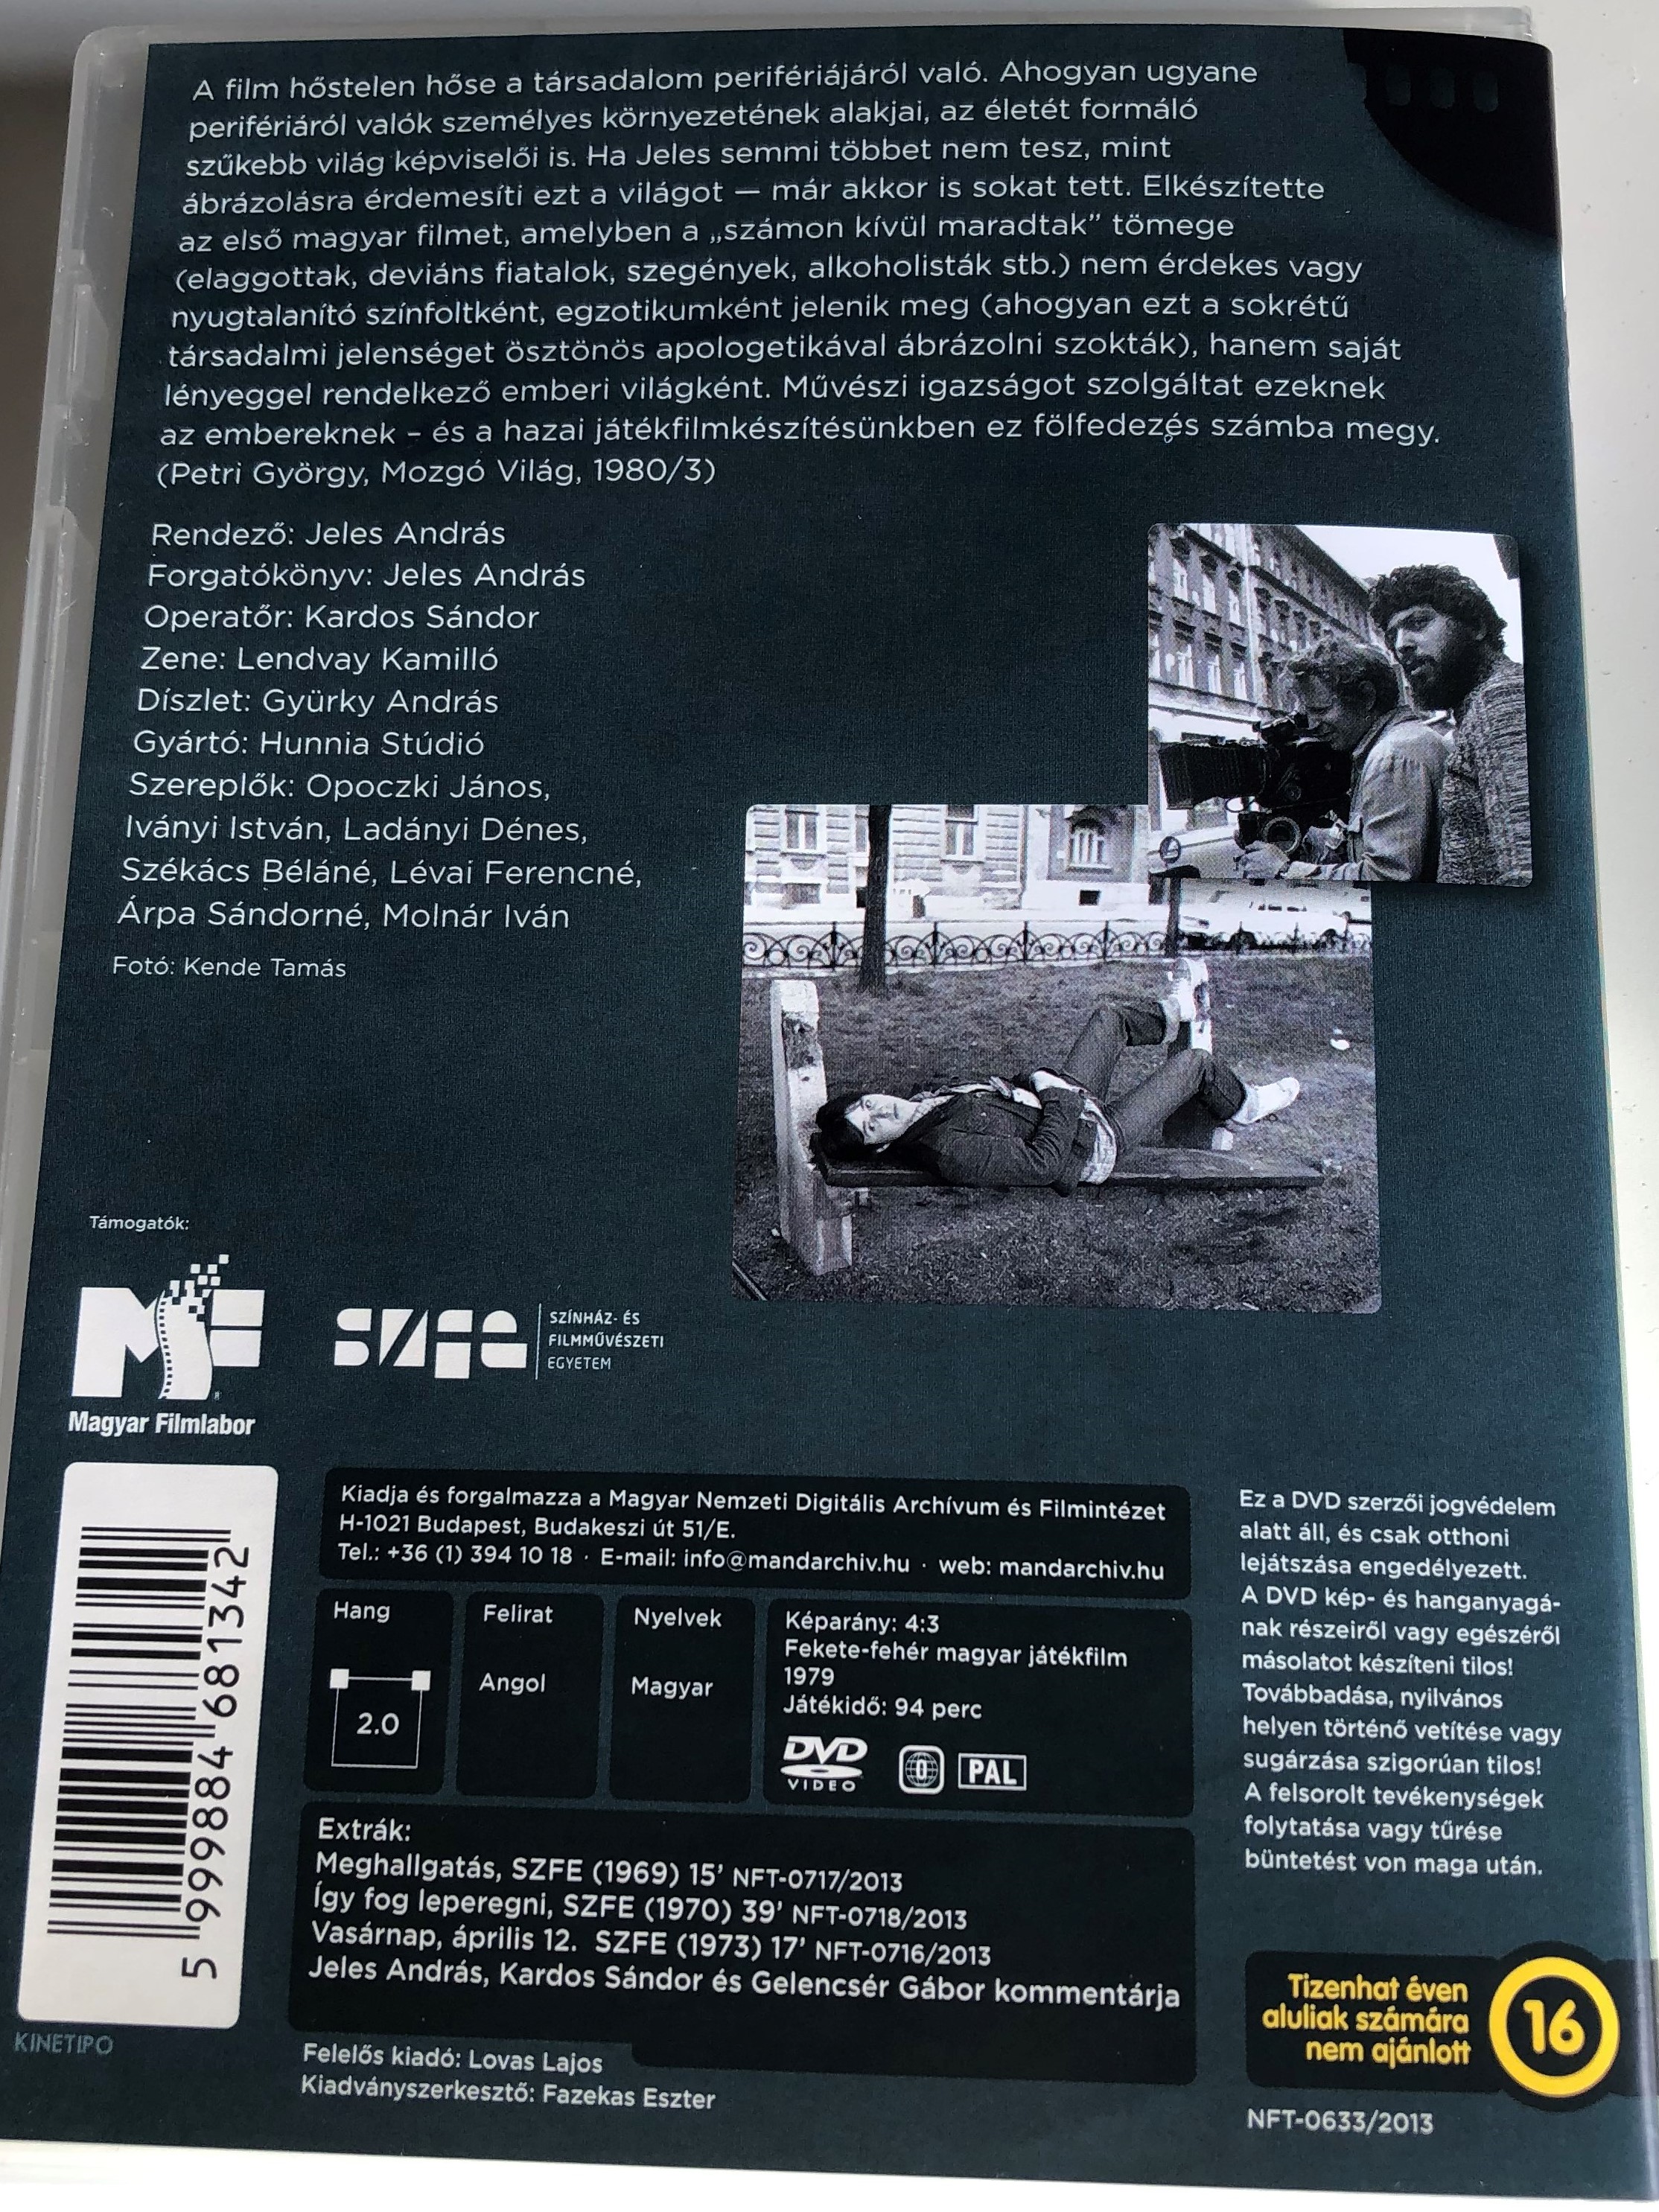 A film hőstelen hőse a társadalom perifériájáról való. Ahogyan ugyane
perifériáról valók személyes környezetének alakjai, az életét formáló
szűkebb világ képviselői is. Ha Jeles semmi többet nem tesz, mint
ábrázolásra érdemesíti ezt a világot — már akkor is sokat tett. Elkészítette
az első magyar filmet, amelyben a „számon kívül maradtak” tömege
(elaggottak, deviáns fiatalok, szegények, alkoholisták stb.) nem érdekes vagy
nyugtalanító színfoltként, egzotikumként jelenik meg (ahogyan ezt a sokrétű
társadalmi jelenséget ösztönös apologetikával ábrázolni szokták), hanem saját
lényeggel rendelkező emberi világként. Művészi igazságot szolgáltat ezeknek
az embereknek – és a hazai játékfilmkészítésünkben ez fölfedezés számba megy.
(Petri György, Mozgó Világ, 1980/3)
Rendező: Jeles András
Forgatókönyv: Jeles András
Operatőr: Kardos Sándor
Zene: Lendvay Kamilló
Díszlet: Gyürky András
Gyártó: Hunnia Stúdió
Szereplők: Opoczki János,
Iványi István, Ladányi Dénes,
Székács Béláné, Lévai Ferencné,
Árpa Sándorné, Molnár Iván
Fotó: Kende Tamás
Támogatók:
MF
Magyar Filmlabor
szfe
SZÍNHÁZ- ÉS
FILMMŰVÉSZETI
EGYETEM
5 999884 681342
KINETIPO
Kiadja és forgalmazza a Magyar Nemzeti Digitális Archívum és Filmintézet
H-1021 Budapest, Budakeszi út 51/E.
Tel.: +36 (1) 394 10 18 · E-mail: info@mandarchiv.hu · web: mandarchiv.hu
Hang
2.0
Felirat
Angol
Nyelvek
Magyar
Képarány: 4:3
Fekete-fehér magyar játékfilm
1979
Játékidő: 94 perc
DVD VIDEO 0 PAL
Extrák:
Meghallgatás, SZFE (1969) 15’ NFT-0717/2013
Így fog leperegni, SZFE (1970) 39’ NFT-0718/2013
Vasárnap, április 12. SZFE (1973) 17’ NFT-0716/2013
Jeles András, Kardos Sándor és Gelencsér Gábor kommentárja
Felelős kiadó: Lovas Lajos
Kiadványszerkesztő: Fazekas Eszter
Ez a DVD szerzői jogvédelem
alatt áll, és csak otthoni
lejátszása engedélyezett.
A DVD kép- és hanganyagá-
nak részeiről vagy egészéről
másolatot készíteni tilos!
Továbbadása, nyilvános
helyen történő vetítése vagy
sugárzása szigorúan tilos!
A felsorolt tevékenységek
folytatása vagy tűrése
büntetést von maga után.
Tizenhat éven
aluliak számára
nem ajánlott
16
NFT-0633/2013